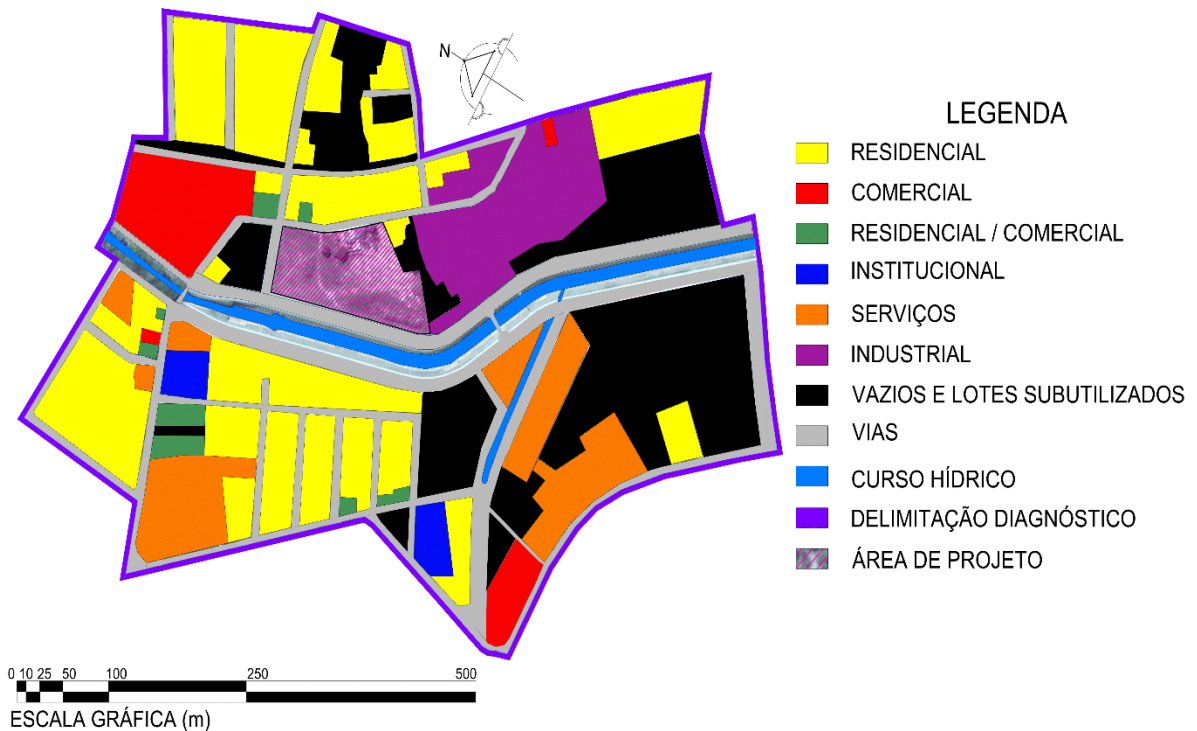 N
LEGENDA
RESIDENCIAL
COMERCIAL
RESIDENCIAL / COMERCIAL
INSTITUCIONAL
SERVIÇOS
INDUSTRIAL
VAZIOS E LOTES SUBUTILIZADOS
VIAS
CURSO HÍDRICO
DELIMITAÇÃO DIAGNÓSTICO
ÁREA DE PROJETO
0 10 25 50 100 250 500
ESCALA GRÁFICA (m)